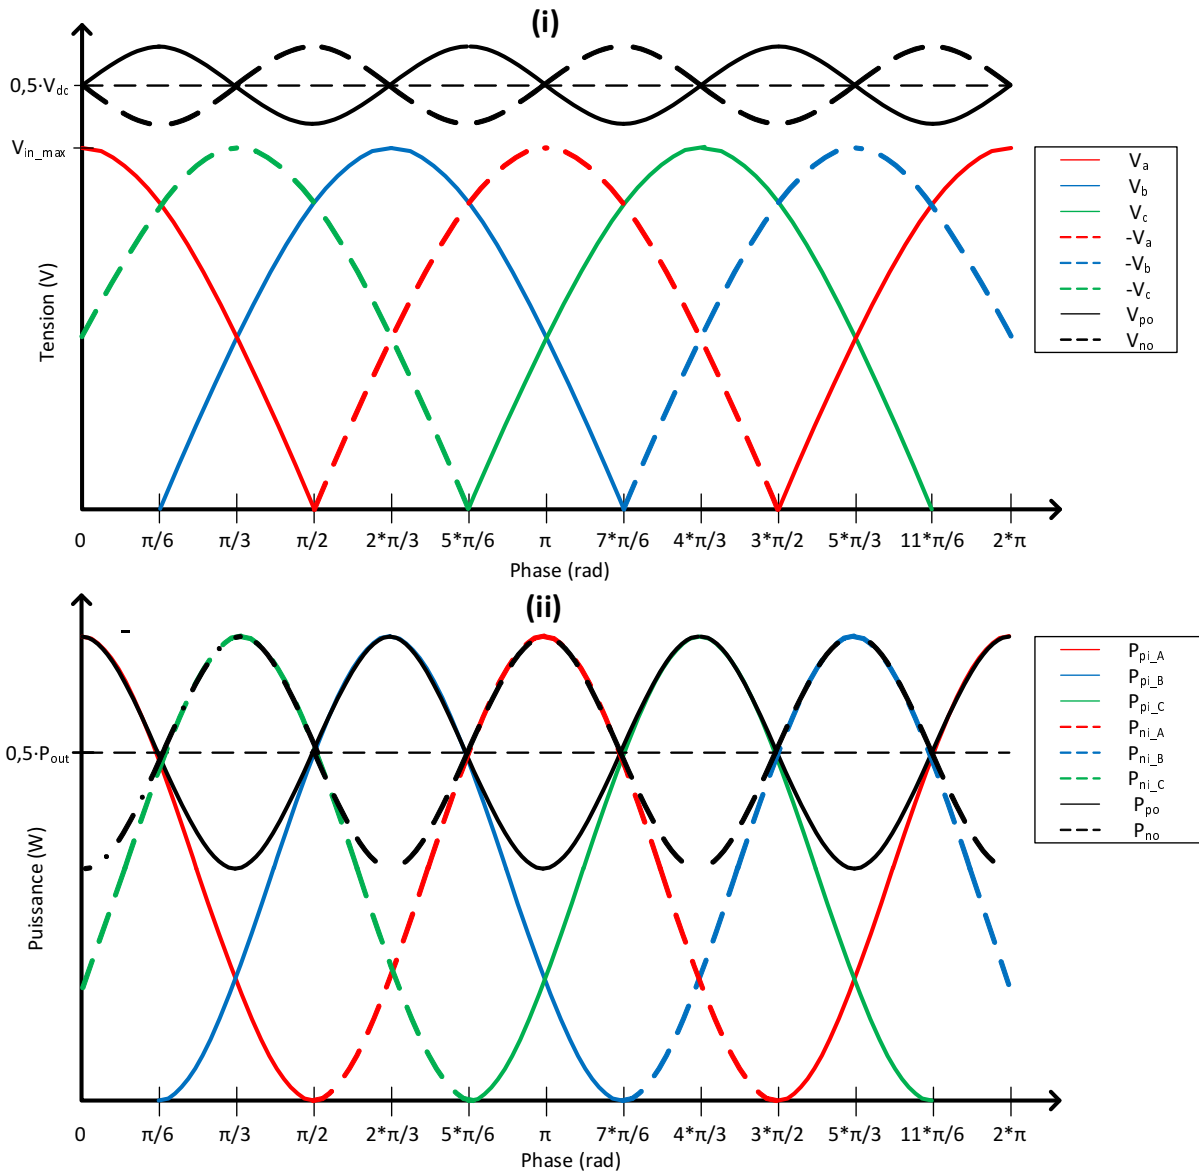 (i)
0,5·Vdc
Vin_max
Tension (V)
0 π/6 π/3 π/2 2*π/3 5*π/6 π 7*π/6 4*π/3 3*π/2 5*π/3 11*π/6 2*π
Phase (rad)
Va
Vb
Vc
-Va
-Vb
-Vc
Vpo
Vno
(ii)
0,5·Pout
Puissance (W)
0 π/6 π/3 π/2 2*π/3 5*π/6 π 7*π/6 4*π/3 3*π/2 5*π/3 11*π/6 2*π
Phase (rad)
Ppi_A
Ppi_B
Ppi_C
Pni_A
Pni_B
Pni_C
Ppo
Pno